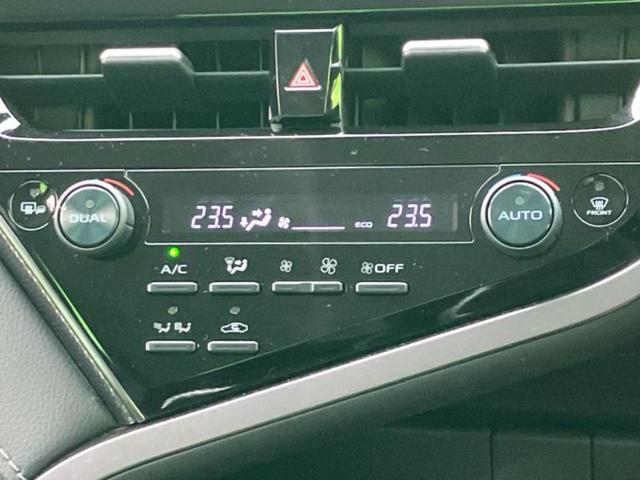 DUAL
23.5
ECO
23.5
AUTO
FRONT
A/C
OFF